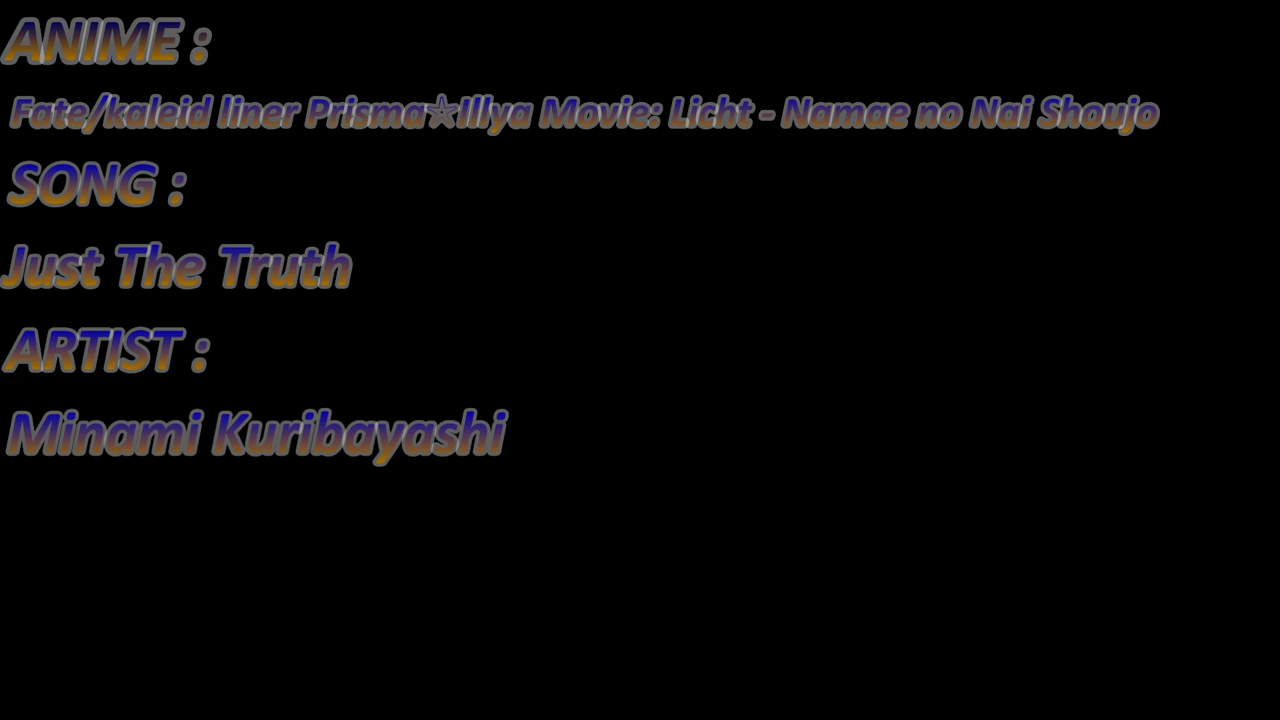 ANIME :
Fate/kaleid liner Prisma☆Illya Movie: Licht - Namae no Nai Shoujo
SONG :
Just The Truth
ARTIST :
Minami Kuribayashi